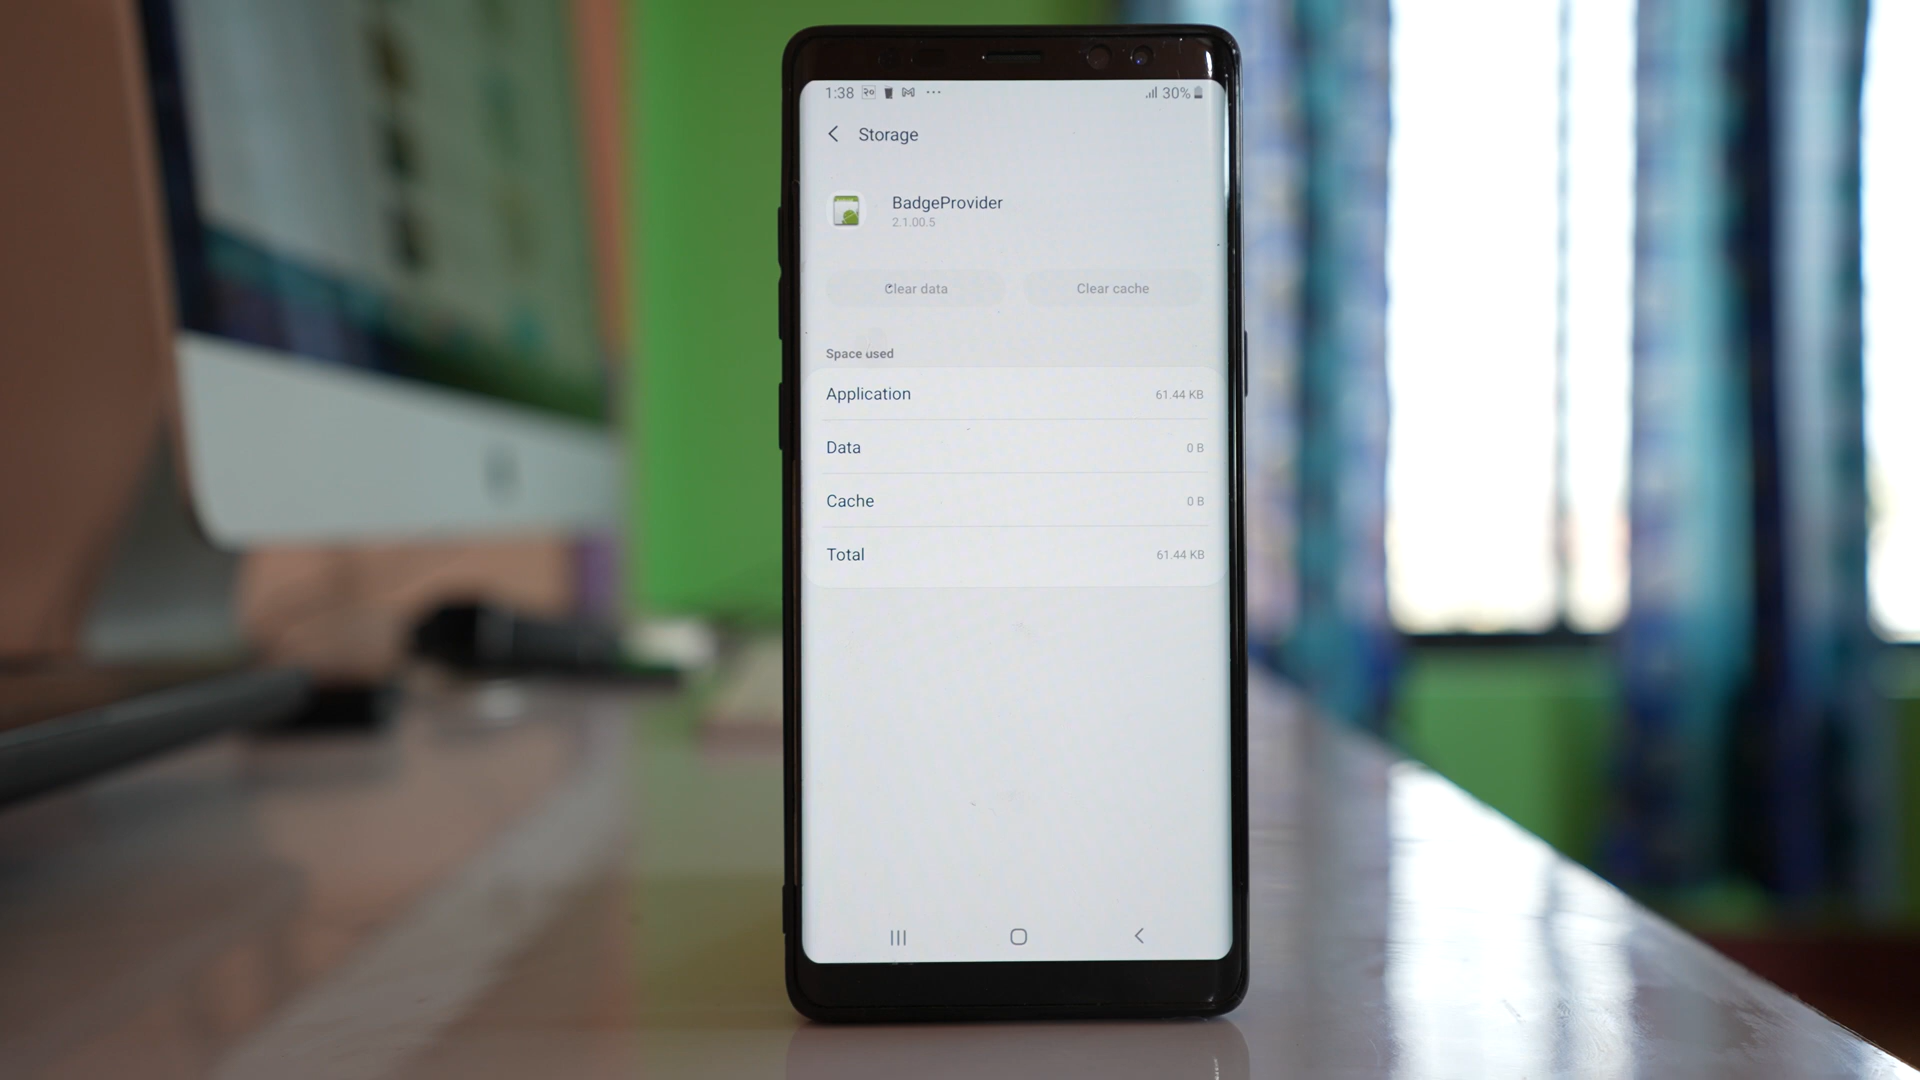 1:38 २० ...
30%
Storage
BadgeProvider
2.1.00.5
Clear data
Clear cache
Space used
Application 61.44 KB
Data 0 B
Cache 0 B
Total 61.44 KB